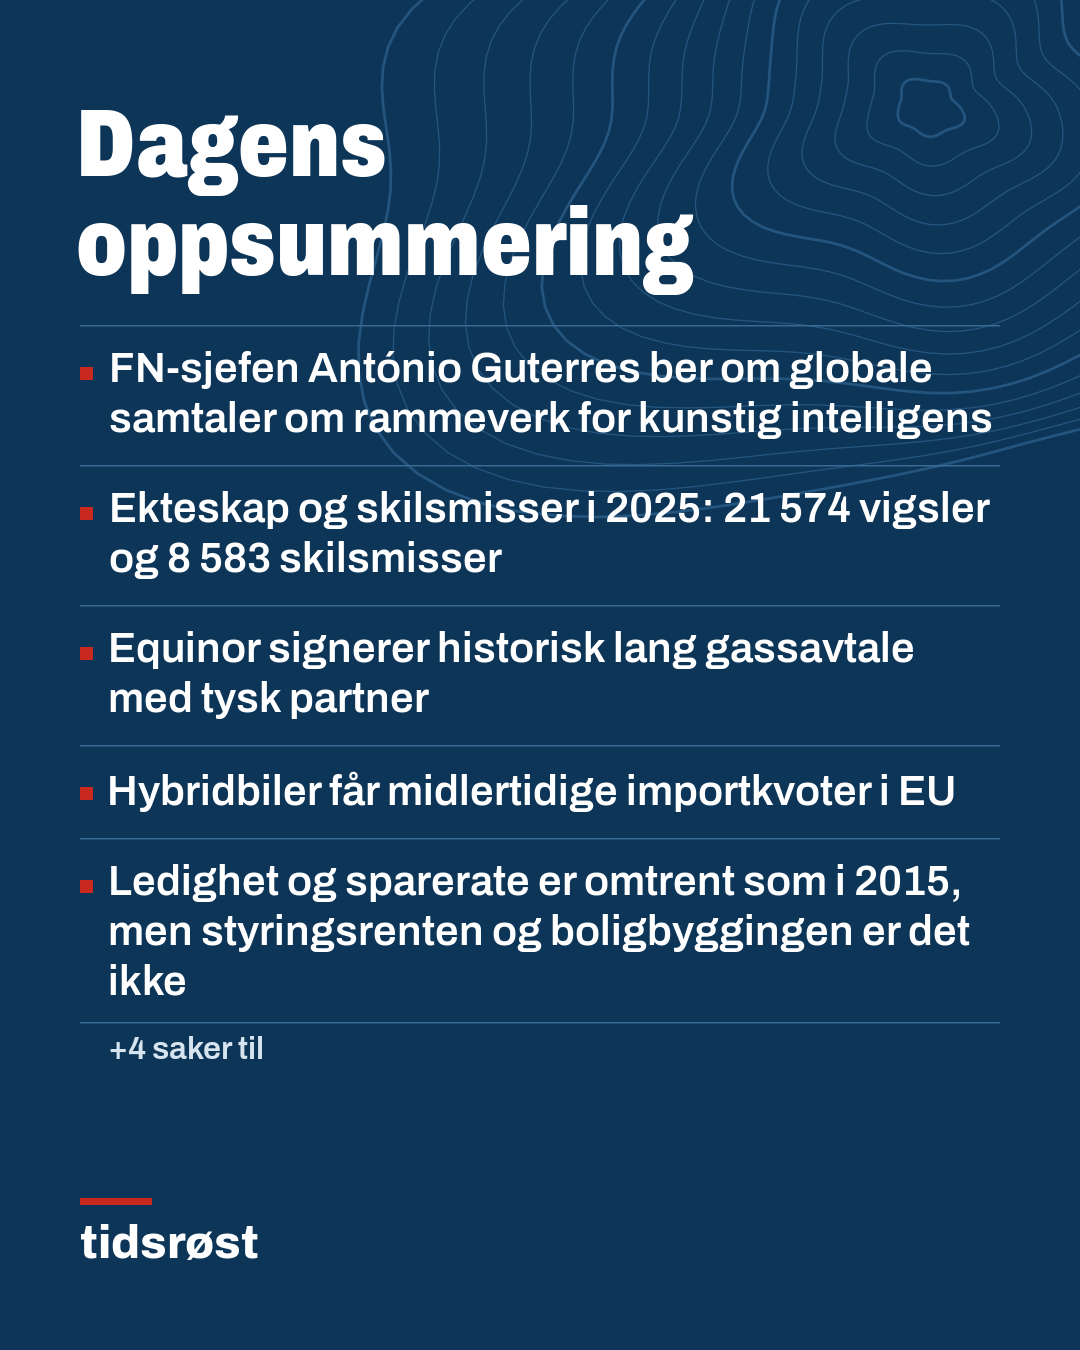 Dagens
oppsummering
FN-sjefen António Guterres ber om globale
samtaler om rammeverk for kunstig intelligens
Ekteskap og skilsmisser i 2025: 21 574 vigsler
og 8 583 skilsmisser
Equinor signerer historisk lang gassavtale
med tysk partner
Hybridbiler får midlertidige importkvoter i EU
Ledighet og sparerate er omtrent som i 2015,
men styringsrenten og boligbyggingen er det
ikke
+4 saker til
tidsrøst